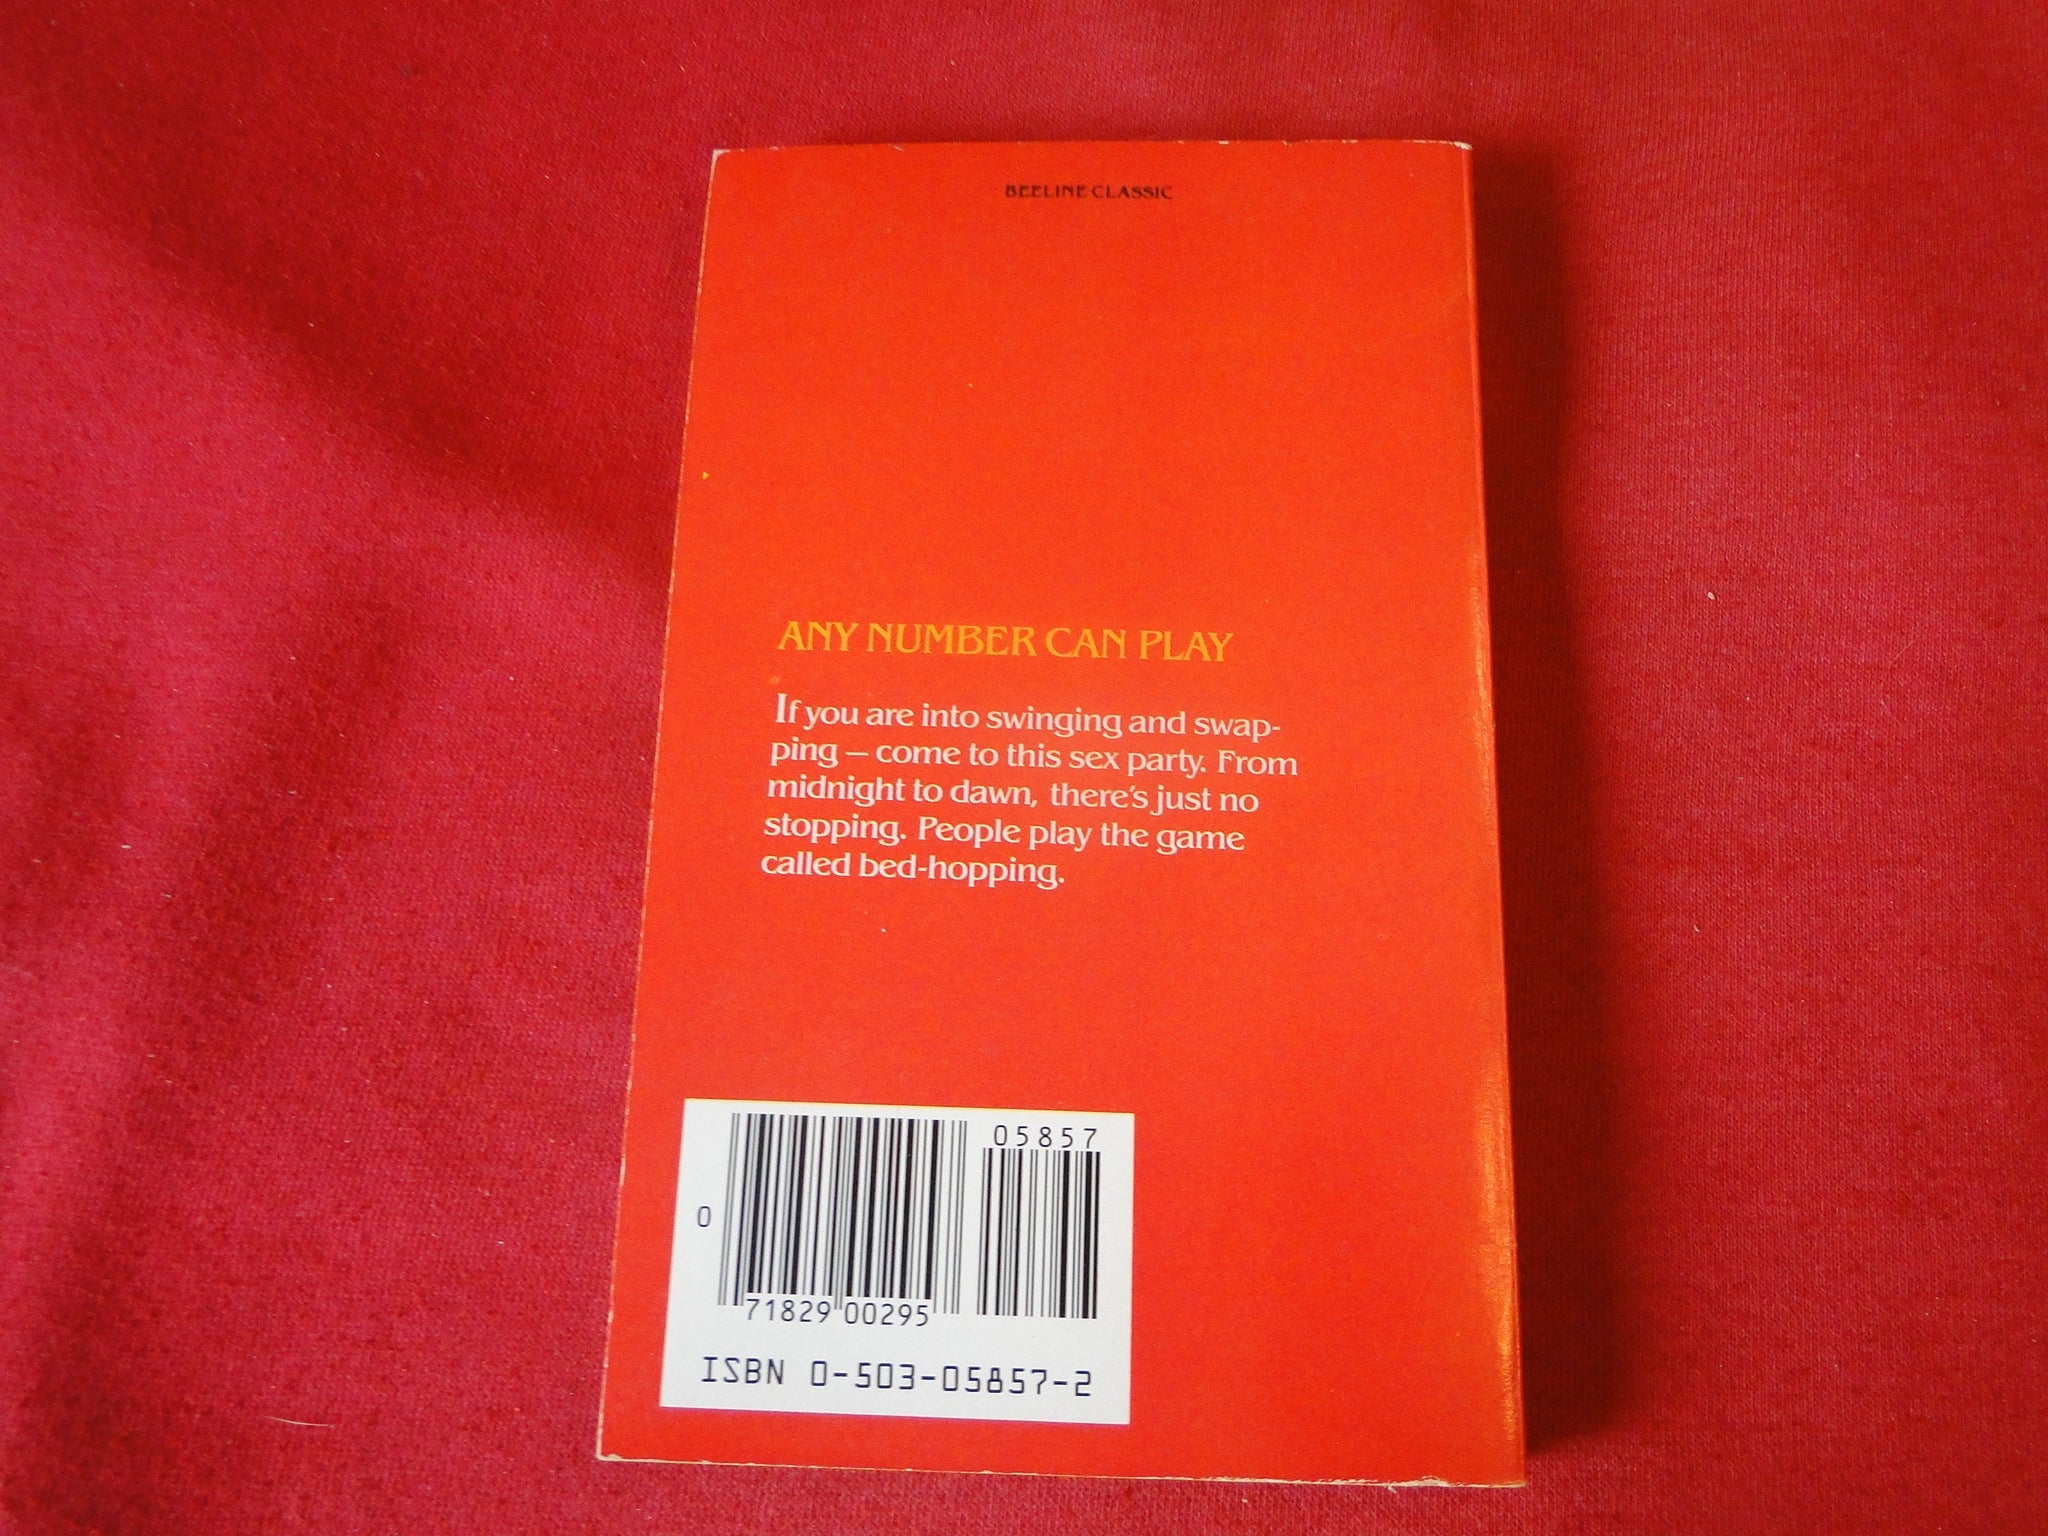 BEELINE CLASSIC
ANY NUMBER CAN PLAY
If you are into swinging and swap-
ping — come to this sex party. From
midnight to dawn, there's just no
stopping. People play the game
called bed-hopping.
05857
0
71829 00295
ISBN 0-503-05857-2